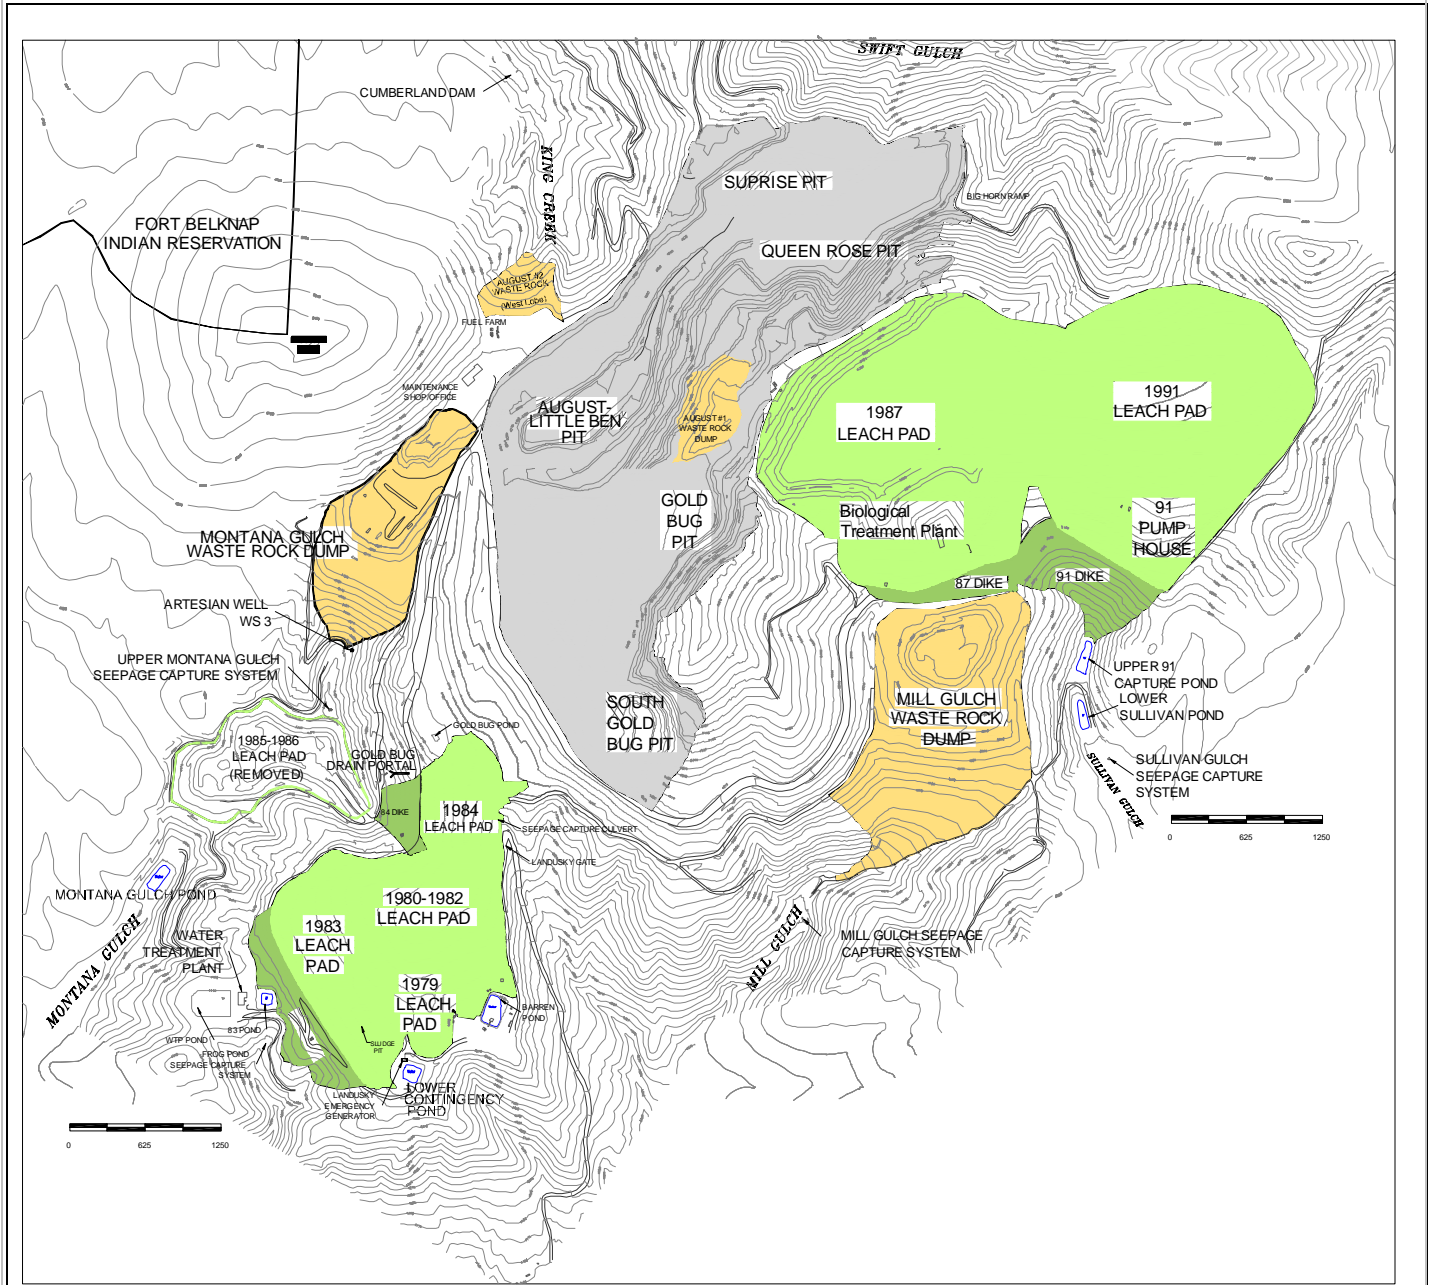 SWIFT GULCH
CUMBERLAND DAM
KING CREEK
SUPRISE PIT
BIG HORN RAMP
FORT BELKNAP
INDIAN RESERVATION
QUEEN ROSE PIT
AUGUST #2
WASTE ROCK
(West Lobe)
FUEL FARM
MAINTENANCE
SHOP/OFFICE
AUGUST-
LITTLE BEN
PIT
AUGUST #1
WASTE ROCK
DUMP
1987
LEACH PAD
1991
LEACH PAD
GOLD
BUG
PIT
Biological
Treatment Plant
91
PUMP
HOUSE
MONTANA GULCH
WASTE ROCK DUMP
87 DIKE
91 DIKE
ARTESIAN WELL
WS 3
UPPER MONTANA GULCH
SEEPAGE CAPTURE SYSTEM
UPPER 91
CAPTURE POND
LOWER
SULLIVAN POND
MILL GULCH
WASTE ROCK
DUMP
SOUTH
GOLD
BUG PIT
GOLD BUG POND
1985-1986
LEACH PAD
(REMOVED)
GOLD BUG
DRAIN PORTAL
SULLIVAN GULCH
SULLIVAN GULCH
SEEPAGE CAPTURE
SYSTEM
84 DIKE
1984
LEACH PAD
SEEPAGE CAPTURE CULVERT
0 625 1250
LANDUSKY GATE
MONTANA GULCH POND
1980-1982
LEACH PAD
1983
LEACH
PAD
MONTANA GULCH
WATER
TREATMENT
PLANT
MILL GULCH
MILL GULCH SEEPAGE
CAPTURE SYSTEM
1979
LEACH
PAD
BARREN
POND
83 POND
WTP POND
FROG POND
SEEPAGE CAPTURE
SYSTEM
SLUDGE
PIT
LANDUSKY
EMERGENCY
GENERATOR
LOWER
CONTINGENCY
POND
0 625 1250